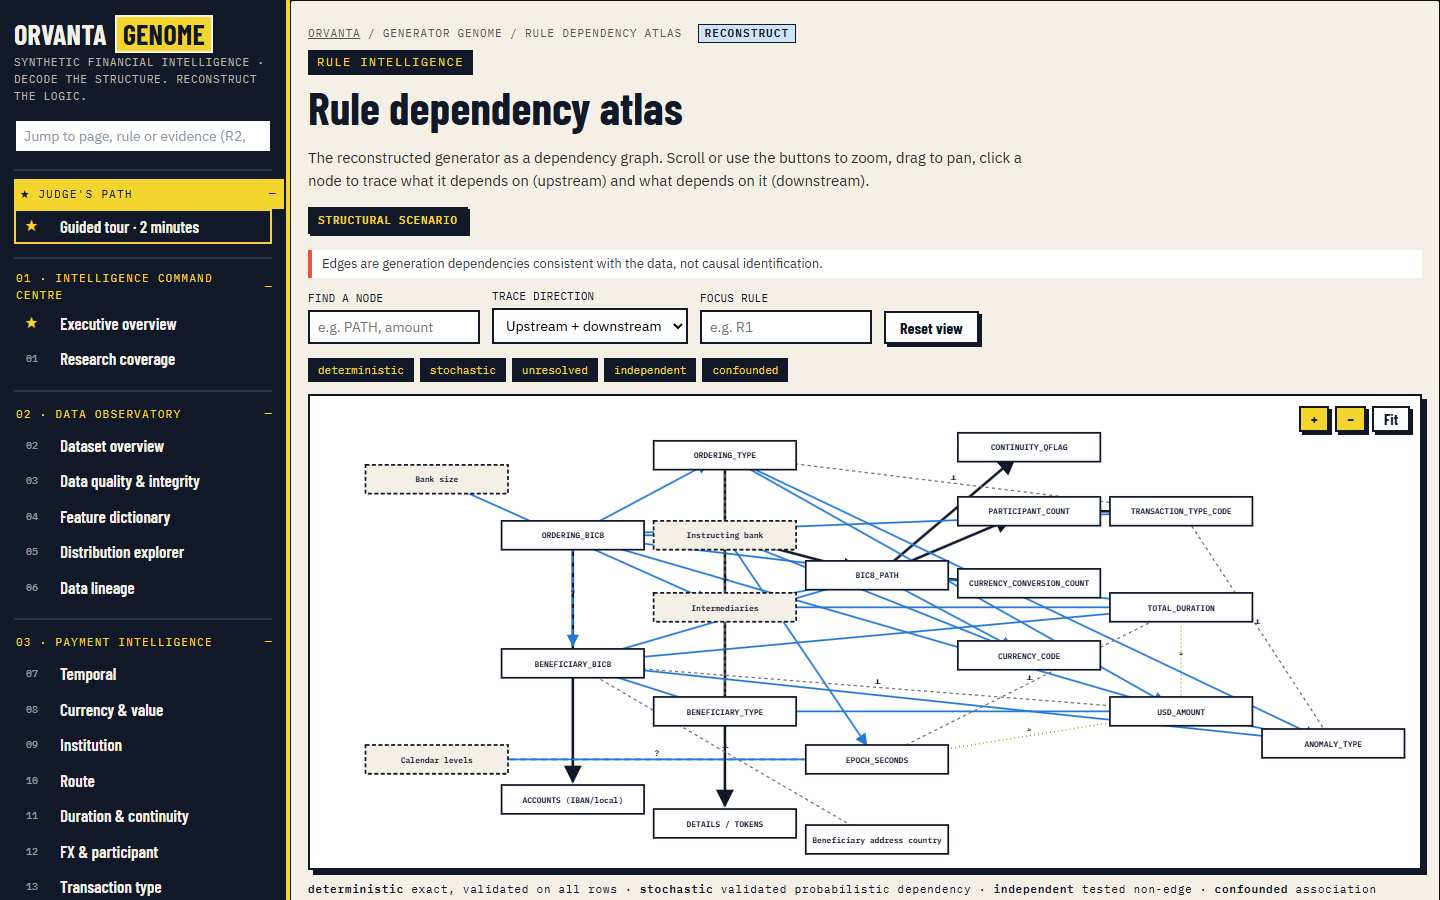 ORVANTA GENOME
SYNTHETIC FINANCIAL INTELLIGENCE ·
DECODE THE STRUCTURE. RECONSTRUCT
THE LOGIC.
Jump to page, rule or evidence (R2,
★ JUDGE'S PATH −
★ Guided tour · 2 minutes
01 · INTELLIGENCE COMMAND
CENTRE −
★ Executive overview
01 Research coverage
02 · DATA OBSERVATORY −
02 Dataset overview
03 Data quality & integrity
04 Feature dictionary
05 Distribution explorer
06 Data lineage
03 · PAYMENT INTELLIGENCE −
07 Temporal
08 Currency & value
09 Institution
10 Route
11 Duration & continuity
12 FX & participant
13 Transaction type
ORVANTA / GENERATOR GENOME / RULE DEPENDENCY ATLAS RECONSTRUCT
RULE INTELLIGENCE
Rule dependency atlas
The reconstructed generator as a dependency graph. Scroll or use the buttons to zoom, drag to pan, click a
node to trace what it depends on (upstream) and what depends on it (downstream).
STRUCTURAL SCENARIO
Edges are generation dependencies consistent with the data, not causal identification.
FIND A NODE TRACE DIRECTION FOCUS RULE
e.g. PATH, amount Upstream + downstream e.g. R1 Reset view
deterministic stochastic unresolved independent confounded
+ − Fit
CONTINUITY_QFLAG
ORDERING_TYPE
Bank size
⊥
PARTICIPANT_COUNT TRANSACTION_TYPE_CODE
ORDERING_BIC8 Instructing bank
BIC8_PATH
CURRENCY_CONVERSION_COUNT
Intermediaries TOTAL_DURATION
⊥
CURRENCY_CODE
BENEFICIARY_BIC8
⊥ ⊥
BENEFICIARY_TYPE USD_AMOUNT
ANOMALY_TYPE
?
Calendar levels EPOCH_SECONDS
ACCOUNTS (IBAN/local)
DETAILS / TOKENS
Beneficiary address country
deterministic exact, validated on all rows · stochastic validated probabilistic dependency · independent tested non-edge · confounded association